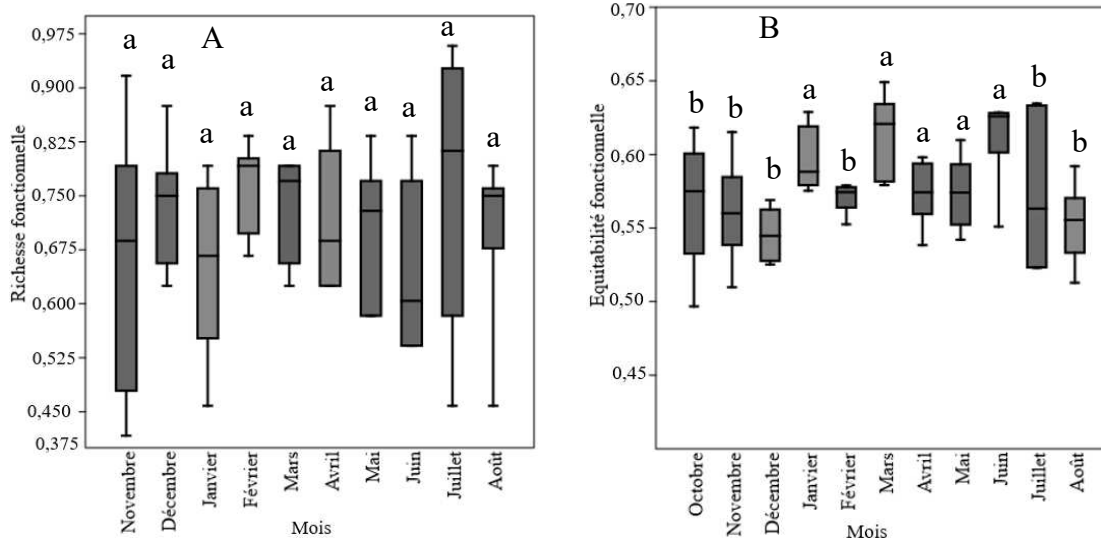 A
Richesse fonctionnelle
0,975
0,900
0,825
0,750
0,675
0,600
0,525
0,450
0,375
a
a
a
a
a
a
a
a
a
a
Novembre
Décembre
Janvier
Février
Mars
Avril
Mai
Juin
Juillet
Août
Mois
B
Equitabilité fonctionnelle
0,70
0,65
0,60
0,55
0,50
0,45
b
b
b
a
b
a
a
a
a
b
b
Octobre
Novembre
Décembre
Janvier
Février
Mars
Avril
Mai
Juin
Juillet
Août
Mois